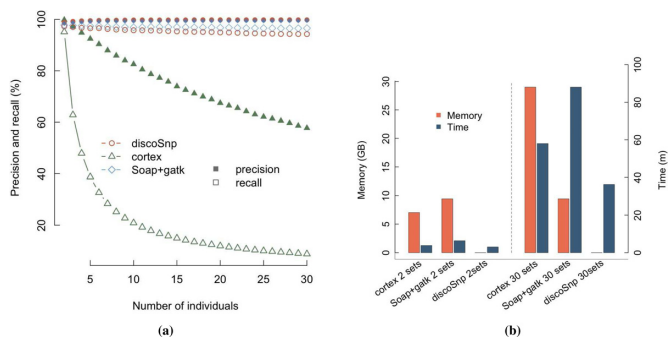 100
80
60
40
20
Precision and recall (%)
discoSnp
cortex
Soap+gatk
precision
recall
5
10
15
20
25
30
Number of individuals
(a)
30
25
20
15
10
5
0
Memory (GB)
Memory
Time
100
80
60
40
20
0
Time (m)
cortex 2 sets
Soap+gatk 2 sets
discoSnp 2sets
cortex 30 sets
Soap+gatk 30 sets
discoSnp 30sets
(b)